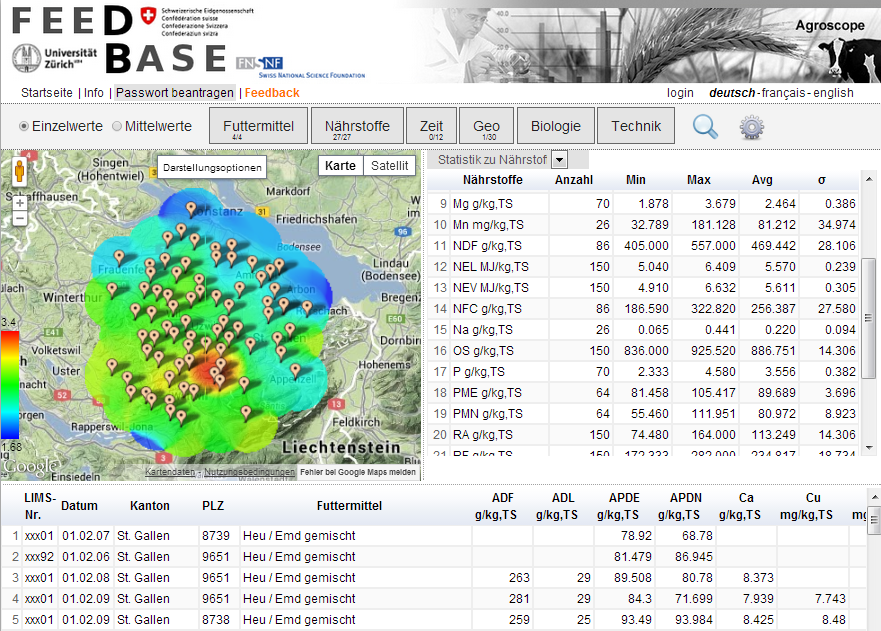 FEED
BASE
Schweizerische Eidgenossenschaft
Confédération suisse
Confederazione Svizzera
Confederaziun svizra
Universität
Zürich
FNSNF
SWISS NATIONAL SCIENCE FOUNDATION
Agroscope
Startseite | Info | Passwort beantragen | Feedback
login deutsch - français - english
Einzelwerte Mittelwerte
Futtermittel
4/4
Nährstoffe
27/27
Zeit
0/12
Geo
1/30
Biologie
Technik
Darstellungsoptionen
Karte Satellit
Singen
(Hohentwiel)
Markdorf
Schaffhausen
Konstanz
31
Friedrichshafen
96
Bodensee
Lindau
(Bodensee)
Frauenfeld
Arbon
Bregenz
Winterthur
Rorschach
E60
E41
3.4
Dornbirn
Volketswil
Uster
Hohenems
Appenzell
52
13
Feldkirch
Rapperswil-Jona
Liechtenstein
3
1.68
Google
Kartendaten Nutzungsbedingungen Fehler bei Google Maps melden
Einsiedeln
Statistik zu Nährstof
Nährstoffe Anzahl Min Max Avg σ
9 Mg g/kg,TS 70 1.878 3.679 2.464 0.386
10 Mn mg/kg,TS 26 32.789 181.128 81.212 34.974
11 NDF g/kg,TS 86 405.000 557.000 469.442 28.106
12 NEL MJ/kg,TS 150 5.040 6.409 5.570 0.239
13 NEV MJ/kg,TS 150 4.910 6.632 5.611 0.305
14 NFC g/kg,TS 86 186.590 322.820 256.387 27.580
15 Na g/kg,TS 26 0.065 0.441 0.220 0.094
16 OS g/kg,TS 150 836.000 925.520 886.751 14.306
17 P g/kg,TS 70 2.333 4.580 3.556 0.382
18 PME g/kg,TS 64 81.458 105.417 89.689 3.696
19 PMN g/kg,TS 64 55.460 111.951 80.972 8.923
20 RA g/kg,TS 150 74.480 164.000 113.249 14.306
21 RF g/kg,TS 150 172.333 282.000 234.817 18.734
LIMS-Nr. Datum Kanton PLZ Futtermittel ADF g/kg,TS ADL g/kg,TS APDE g/kg,TS APDN g/kg,TS Ca g/kg,TS Cu mg/kg,TS
1 xxx01 01.02.07 St. Gallen 8739 Heu / Emd gemischt 78.92 68.78
2 xxx92 01.02.06 St. Gallen 9651 Heu / Emd gemischt 81.479 86.945
3 xxx01 01.02.08 St. Gallen 9651 Heu / Emd gemischt 263 29 89.508 80.78 8.373
4 xxx01 01.02.09 St. Gallen 9651 Heu / Emd gemischt 281 29 84.3 71.699 7.939 7.743
5 xxx01 01.02.09 St. Gallen 8738 Heu / Emd gemischt 259 25 93.49 93.984 8.425 8.48